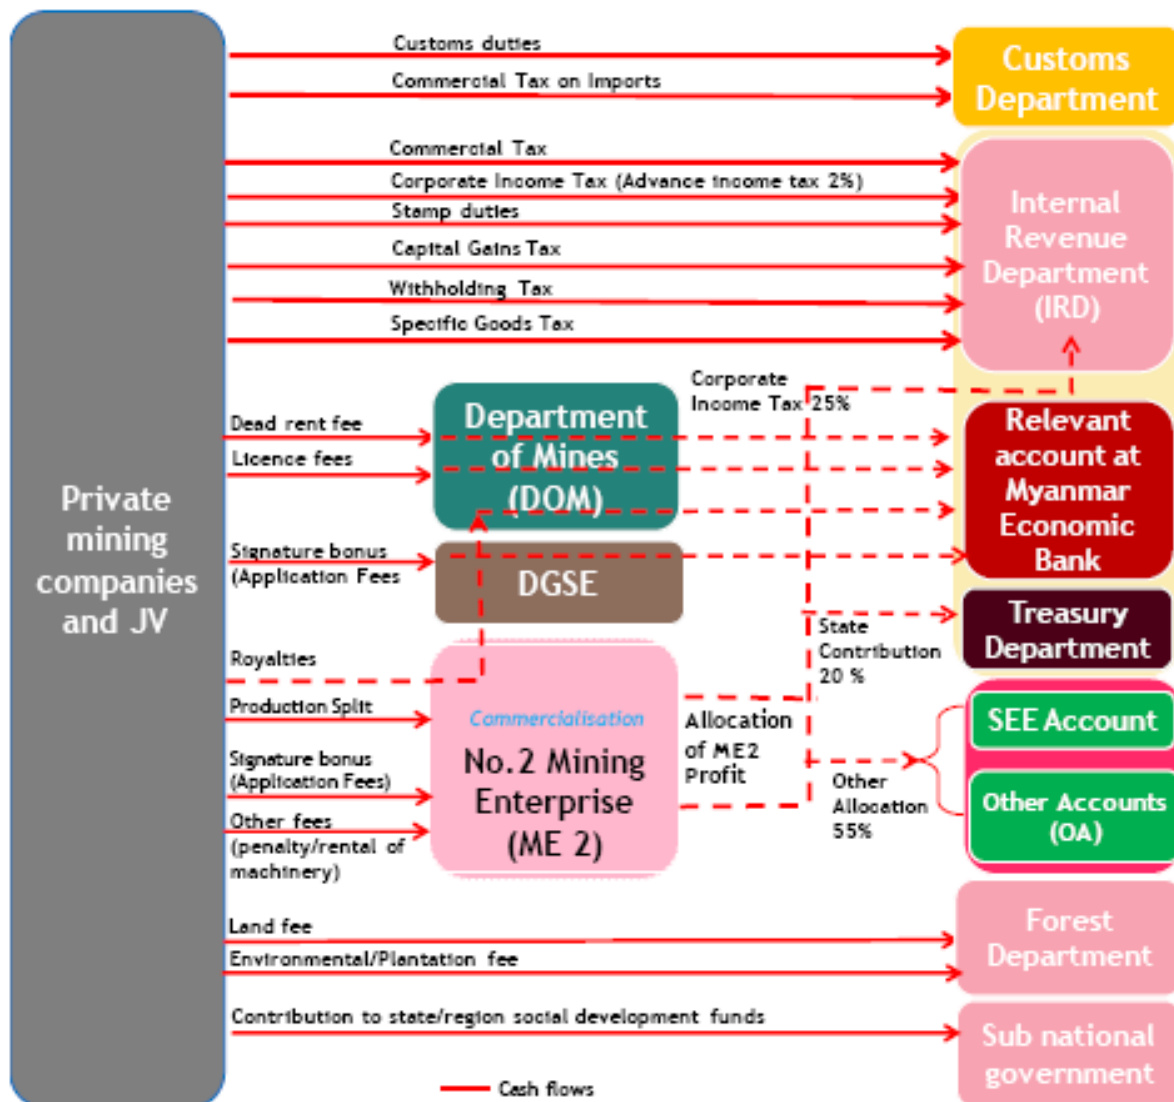 Customs duties
Commercial Tax on Imports
Customs
Department
Commercial Tax
Corporate Income Tax (Advance income tax 2%)
Stamp duties
Capital Gains Tax
Withholding Tax
Specific Goods Tax
Internal
Revenue
Department
(IRD)
Private
mining
companies
and JV
Dead rent fee
Licence fees
Department
of Mines
(DOM)
Corporate
Income Tax 25%
Relevant
account at
Myanmar
Economic
Bank
Signature bonus
(Application Fees
DGSE
State
Contribution
20 %
Treasury
Department
Royalties
Production Split
Signature bonus
(Application Fees)
Other fees
(penalty/rental of
machinery)
Commercialisation
No.2 Mining
Enterprise
(ME 2)
Allocation
of ME2
Profit
Other
Allocation
55%
SEE Account
Other Accounts
(OA)
Land fee
Environmental/Plantation fee
Forest
Department
Contribution to state/region social development funds
Sub national
government
Cash flows